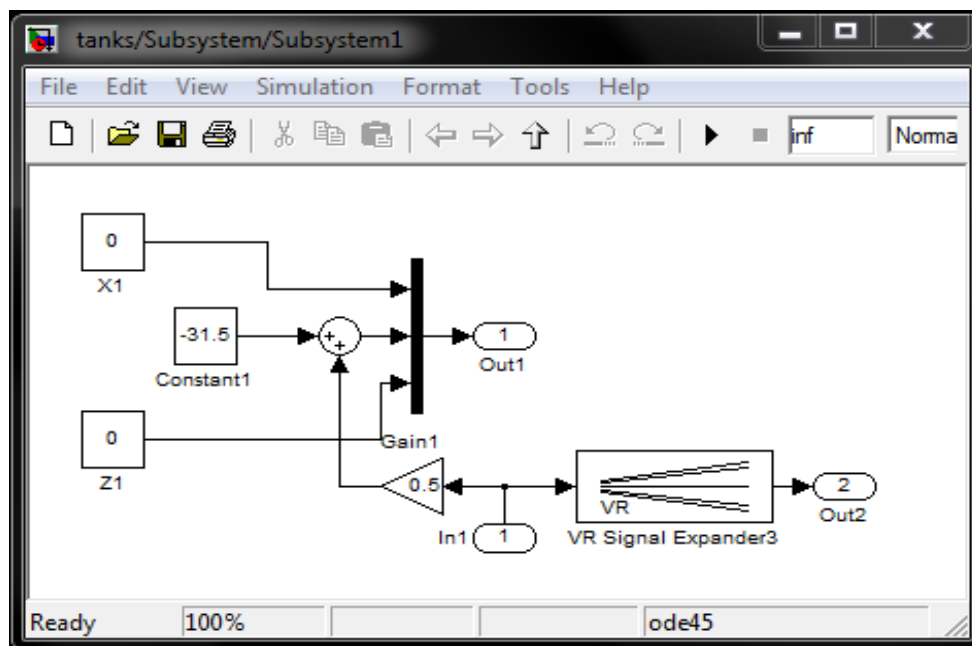 tanks/Subsystem/Subsystem1
File Edit View Simulation Format Tools Help
inf Norma
0
X1
-31.5
Constant1
+
+
1
Out1
0
Z1
Gain1
0.5
In1 1
VR
VR Signal Expander3
2
Out2
Ready 100% ode45